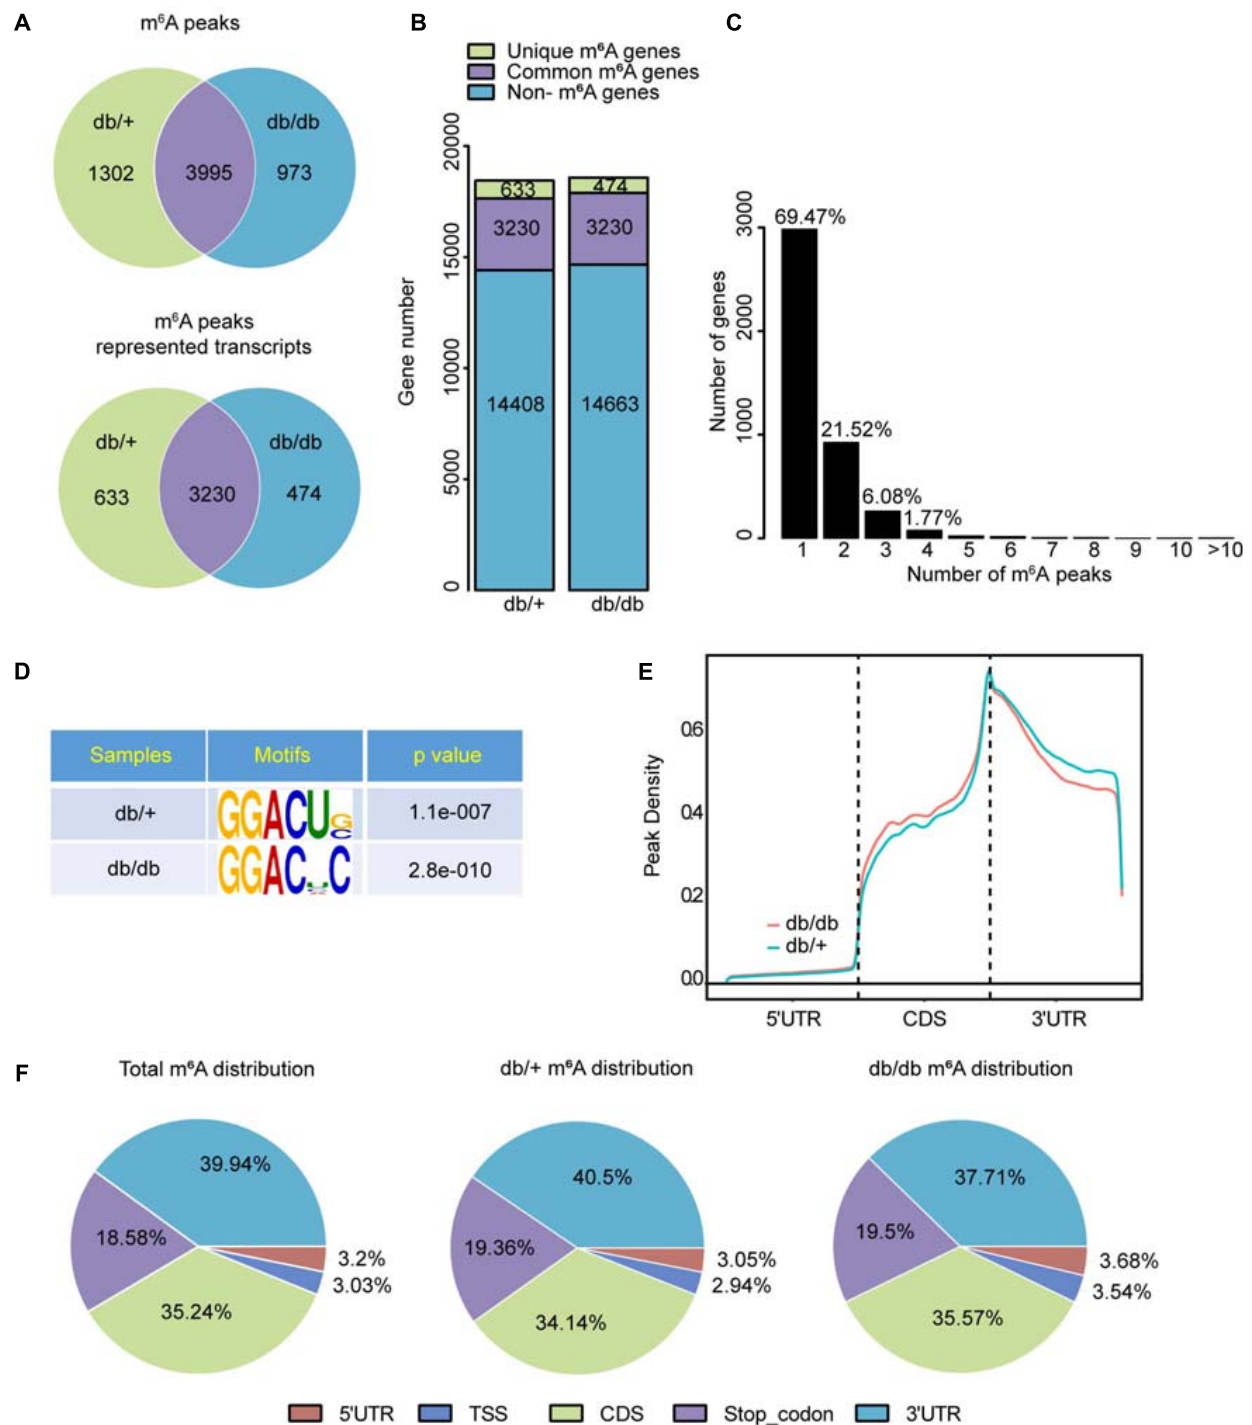 A
m⁶A peaks
db/+
db/db
1302
3995
973
m⁶A peaks
represented transcripts
db/+
db/db
633
3230
474
B
Unique m⁶A genes
Common m⁶A genes
Non- m⁶A genes
Gene number
20000
15000
10000
5000
0
633
474
3230
3230
14408
14663
db/+
db/db
C
Number of genes
3000
2000
1000
0
69.47%
21.52%
6.08%
1.77%
1 2 3 4 5 6 7 8 9 10 >10
Number of m⁶A peaks
D
Samples Motifs p value
db/+ GGACUG 1.1e-007
C
db/db GGACUC 2.8e-010
E
Peak Density
0.6
0.4
0.2
0.0
db/db
db/+
5'UTR CDS 3'UTR
F
Total m⁶A distribution
39.94%
18.58%
3.2%
3.03%
35.24%
db/+ m⁶A distribution
40.5%
19.36%
3.05%
2.94%
34.14%
db/db m⁶A distribution
37.71%
19.5%
3.68%
3.54%
35.57%
5'UTR TSS CDS Stop_codon 3'UTR